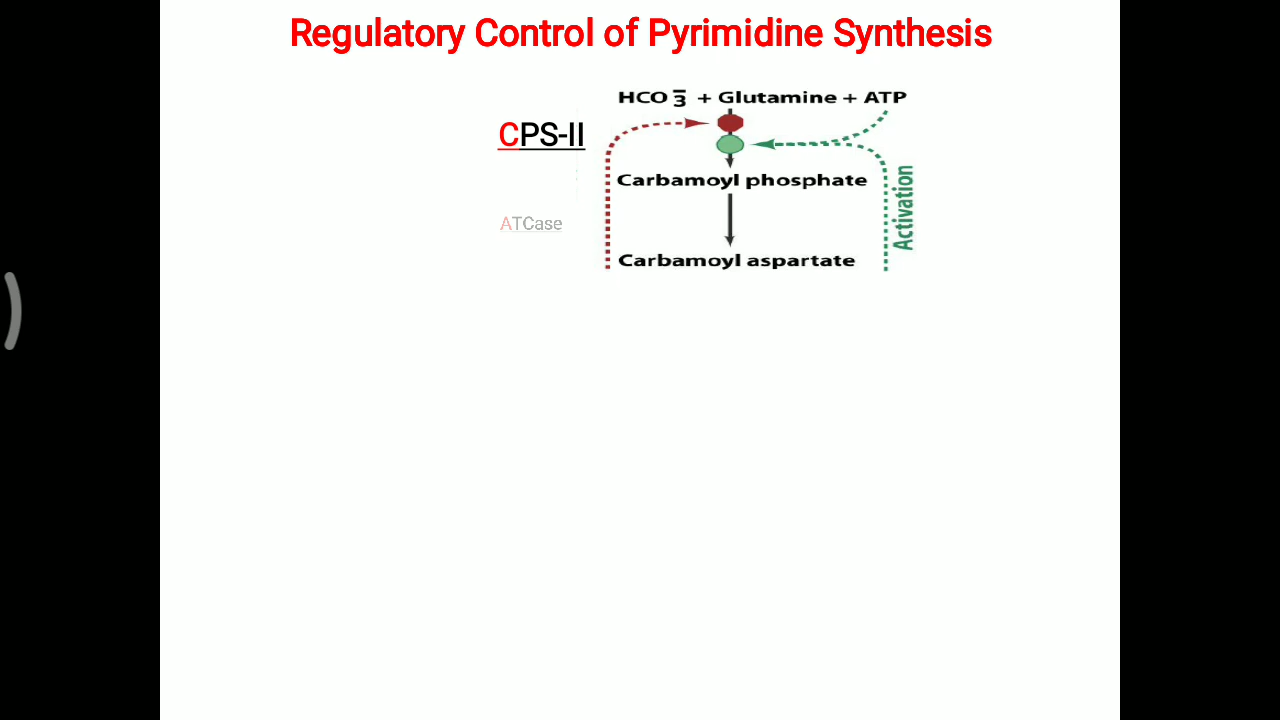 Regulatory Control of Pyrimidine Synthesis
HCO3̅ + Glutamine + ATP
CPS-II
Carbamoyl phosphate
Activation
ATCase
Carbamoyl aspartate